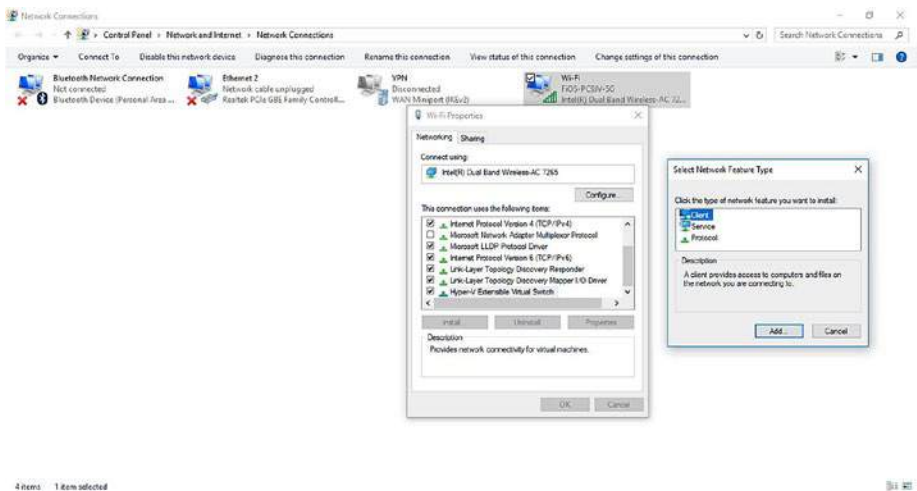 Network Connections
Control Panel › Network and Internet › Network Connections
Search Network Connections
Organize
Connect To
Disable this network device
Diagnose this connection
Rename this connection
View status of this connection
Change settings of this connection
Bluetooth Network Connection
Not connected
Bluetooth Device (Personal Area ...
Ethernet 2
Network cable unplugged
Realtek PCIe GBE Family Controll...
VPN
Disconnected
WAN Miniport (IKEv2)
Wi-Fi
Intel(R) Dual Band Wireless-AC 72...
Wi-Fi Properties
Networking
Sharing
Connect using:
Intel(R) Dual Band Wireless-AC 7265
Configure...
This connection uses the following items:
Internet Protocol Version 4 (TCP/IPv4)
Microsoft Network Adapter Multiplexor Protocol
Microsoft LLDP Protocol Driver
Internet Protocol Version 6 (TCP/IPv6)
Link-Layer Topology Discovery Responder
Link-Layer Topology Discovery Mapper I/O Driver
Hyper-V Extensible Virtual Switch
Install...
Uninstall
Properties
Description
Provides network connectivity for virtual machines.
OK
Cancel
Select Network Feature Type
Click the type of network feature you want to install:
Client
Service
Protocol
Description
A client provides access to computers and files on
the network you are connecting to.
Add...
Cancel
4 items
1 item selected